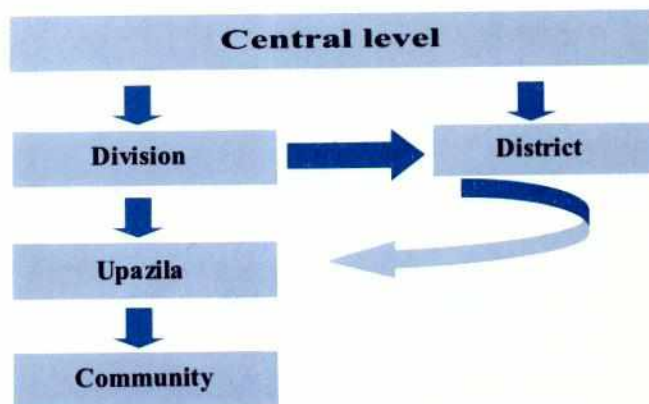 Central level
Division
District
Upazila
Community